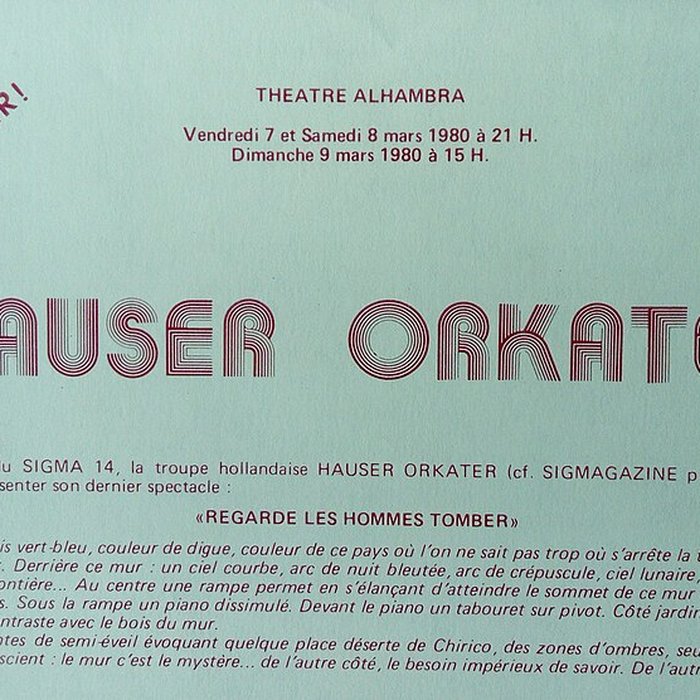 R!
THEATRE ALHAMBRA
Vendredi 7 et Samedi 8 mars 1980 à 21 H.
Dimanche 9 mars 1980 à 15 H.
AUSER ORKATE
du SIGMA 14, la troupe hollandaise HAUSER ORKATER (cf. SIGMAGAZINE p
senter son dernier spectacle :
«REGARDE LES HOMMES TOMBER»
is vert-bleu, couleur de digue, couleur de ce pays où l'on ne sait pas trop où s'arrête la t
. Derrière ce mur : un ciel courbe, arc de nuit bleutée, arc de crépuscule, ciel lunaire,
ontière... Au centre une rampe permet en s'élançant d'atteindre le sommet de ce mur
s. Sous la rampe un piano dissimulé. Devant le piano un tabouret sur pivot. Côté jardin
ntraste avec le bois du mur.
ntes de semi-éveil évoquant quelque place déserte de Chirico, des zones d'ombres, seu
scient : le mur c'est le mystère... de l'autre côté, le besoin impérieux de savoir. De l'autr